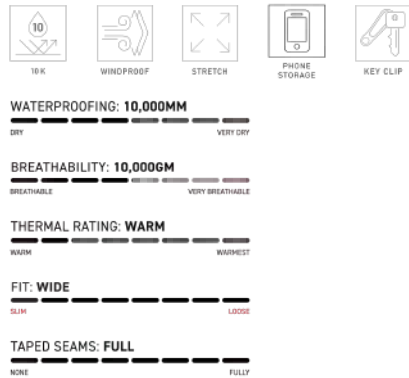 10
10 K
WINDPROOF
STRETCH
PHONE
STORAGE
KEY CLIP
WATERPROOFING: 10,000MM
DRY VERY DRY
BREATHABILITY: 10,000GM
BREATHABLE VERY BREATHABLE
THERMAL RATING: WARM
WARM WARMEST
FIT: WIDE
SLIM LOOSE
TAPED SEAMS: FULL
NONE FULLY